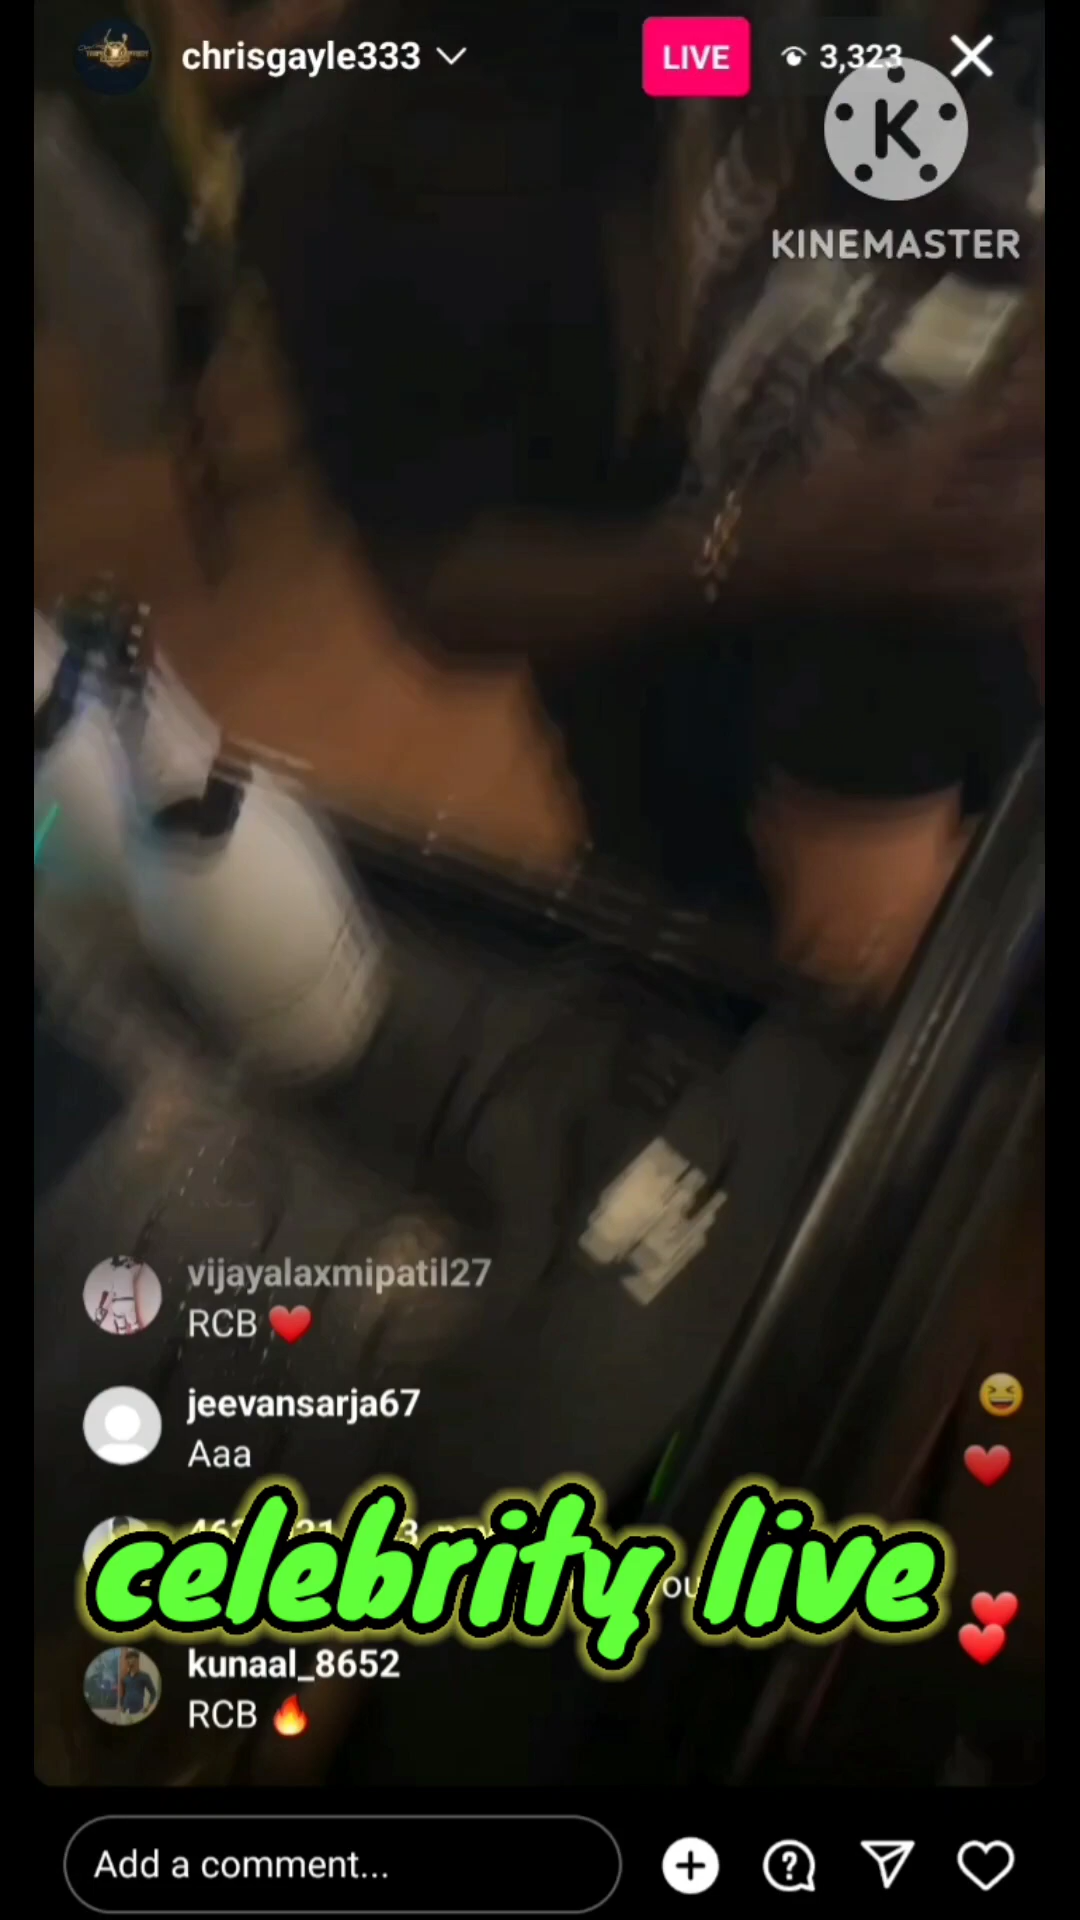 chrisgayle333
LIVE
3,323
K
KINEMASTER
vijayalaxmipatil27
RCB ❤️
jeevansarja67
Aaa
celebrity live
kunaal_8652
RCB 🔥
Add a comment...